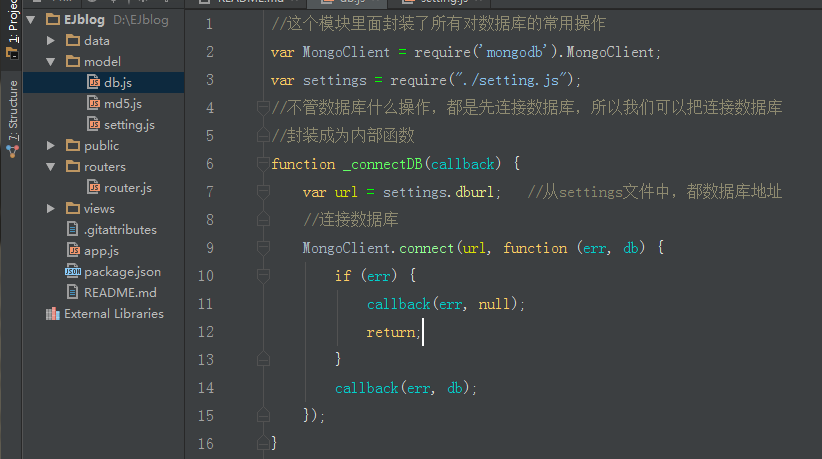 README.md
db.js
setting.js
1: Project
7: Structure
EJblog D:\EJblog
data
model
db.js
md5.js
setting.js
public
routers
router.js
views
.gitattributes
app.js
package.json
README.md
External Libraries
1 //这个模块里面封装了所有对数据库的常用操作
2 var MongoClient = require('mongodb').MongoClient;
3 var settings = require("./setting.js");
4 //不管数据库什么操作，都是先连接数据库，所以我们可以把连接数据库
5 //封装成为内部函数
6 function _connectDB(callback) {
7 var url = settings.dburl; //从settings文件中，都数据库地址
8 //连接数据库
9 MongoClient.connect(url, function (err, db) {
10 if (err) {
11 callback(err, null);
12 return;
13 }
14 callback(err, db);
15 });
16 }